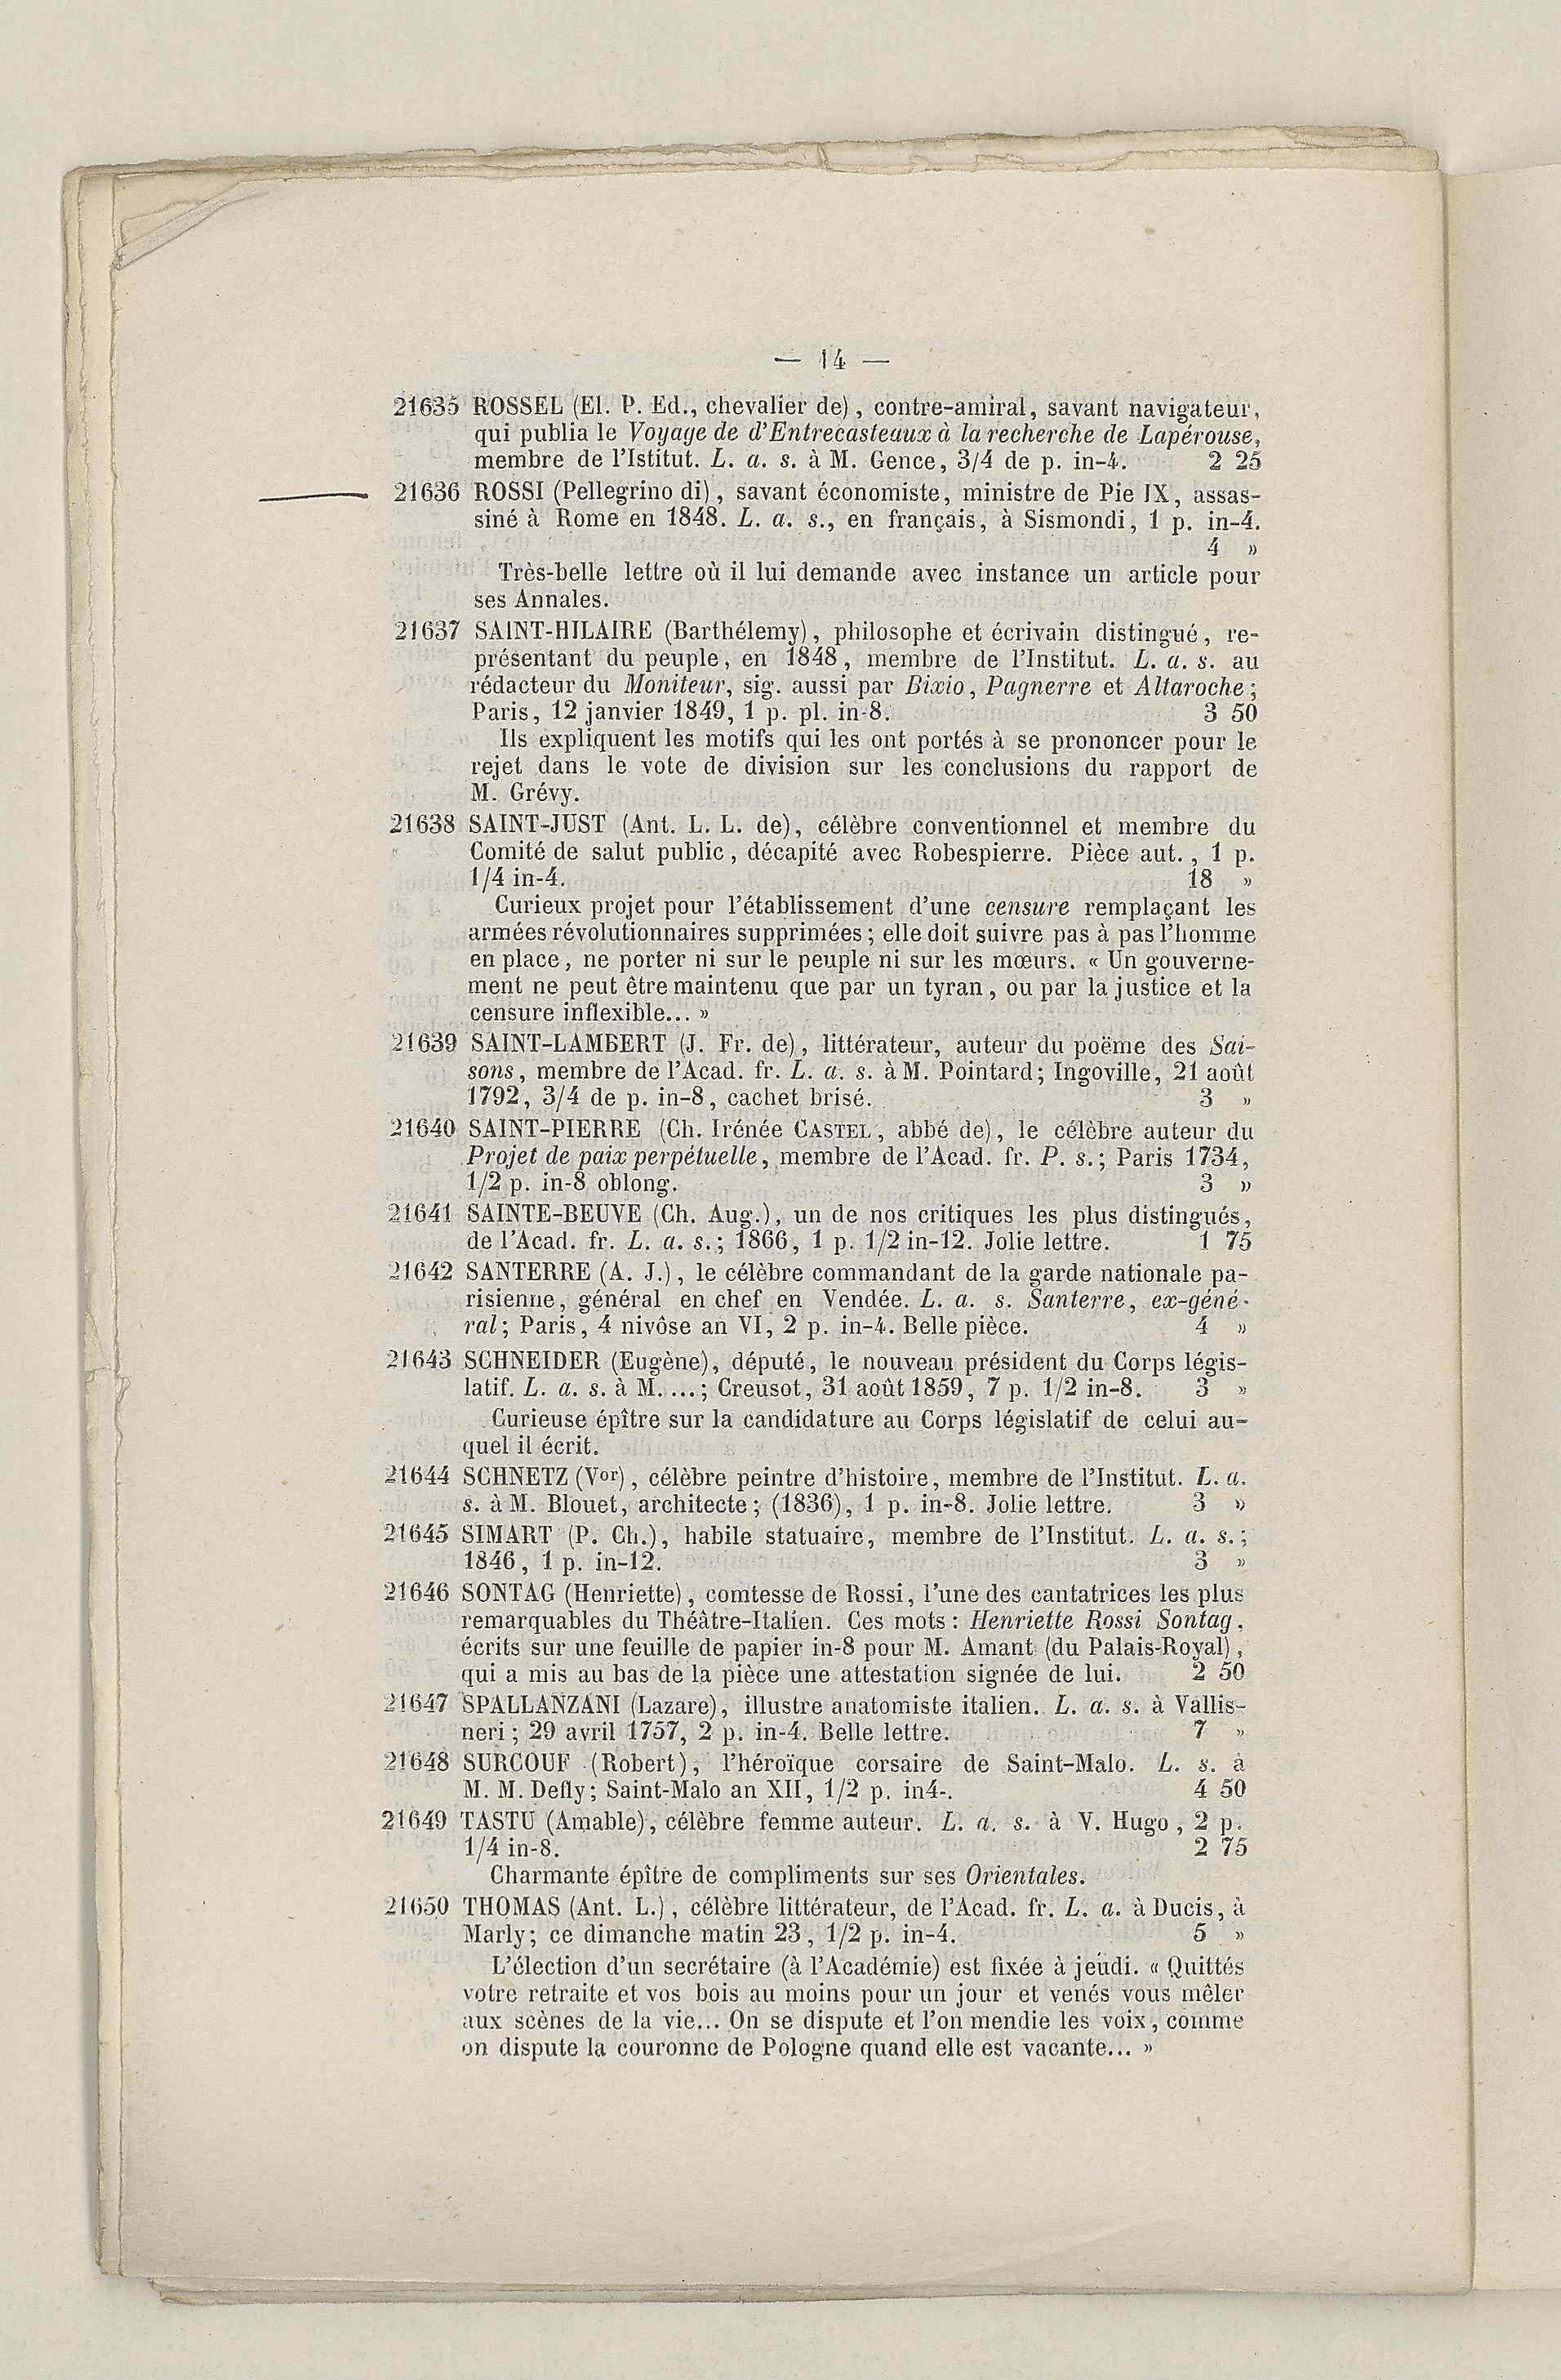 — 14 —
21635 ROSSEL (El. P. Ed., chevalier de), contre-amiral, savant navigateur,
qui publia le Voyage de d'Entrecasteaux à la recherche de Lapérouse,
membre de l'Istitut. L. a. s. à M. Gence, 3/4 de p. in-4. 2 25
21636 ROSSI (Pellegrino di), savant économiste, ministre de Pie IX, assas-
siné à Rome en 1848. L. a. s., en français, à Sismondi, 1 p. in-4.
4 »
Très-belle lettre où il lui demande avec instance un article pour
ses Annales.
21637 SAINT-HILAIRE (Barthélemy), philosophe et écrivain distingué, re-
présentant du peuple, en 1848, membre de l'Institut. L. a. s. au
rédacteur du Moniteur, sig. aussi par Bixio, Pagnerre et Altaroche;
Paris, 12 janvier 1849, 1 p. pl. in-8. 3 50
Ils expliquent les motifs qui les ont portés à se prononcer pour le
rejet dans le vote de division sur les conclusions du rapport de
M. Grévy.
21638 SAINT-JUST (Ant. L. L. de), célèbre conventionnel et membre du
Comité de salut public, décapité avec Robespierre. Pièce aut., 1 p.
1/4 in-4. 18 »
Curieux projet pour l'établissement d'une censure remplaçant les
armées révolutionnaires supprimées; elle doit suivre pas à pas l'homme
en place, ne porter ni sur le peuple ni sur les mœurs. « Un gouverne-
ment ne peut être maintenu que par un tyran, ou par la justice et la
censure inflexible... »
21639 SAINT-LAMBERT (J. Fr. de), littérateur, auteur du poëme des Sai-
sons, membre de l'Acad. fr. L. a. s. à M. Pointard; Ingoville, 21 août
1792, 3/4 de p. in-8, cachet brisé. 3 »
21640 SAINT-PIERRE (Ch. Irénée CASTEL, abbé de), le célèbre auteur du
Projet de paix perpétuelle, membre de l'Acad. fr. P. s.; Paris 1734,
1/2 p. in-8 oblong. 3 »
21641 SAINTE-BEUVE (Ch. Aug.), un de nos critiques les plus distingués,
de l'Acad. fr. L. a. s.; 1866, 1 p. 1/2 in-12. Jolie lettre. 1 75
21642 SANTERRE (A. J.), le célèbre commandant de la garde nationale pa-
risienne, général en chef en Vendée. L. a. s. Santerre, ex-géné-
ral; Paris, 4 nivôse an VI, 2 p. in-4. Belle pièce. 4 »
21643 SCHNEIDER (Eugène), député, le nouveau président du Corps légis-
latif. L. a. s. à M. ...; Creusot, 31 août 1859, 7 p. 1/2 in-8. 3 »
Curieuse épître sur la candidature au Corps législatif de celui au-
quel il écrit.
21644 SCHNETZ (Vor), célèbre peintre d'histoire, membre de l'Institut. L. a.
s. à M. Blouet, architecte; (1836), 1 p. in-8. Jolie lettre. 3 »
21645 SIMART (P. Ch.), habile statuaire, membre de l'Institut. L. a. s.;
1846, 1 p. in-12. 3 »
21646 SONTAG (Henriette), comtesse de Rossi, l'une des cantatrices les plus
remarquables du Théâtre-Italien. Ces mots: Henriette Rossi Sontag,
écrits sur une feuille de papier in-8 pour M. Amant (du Palais-Royal),
qui a mis au bas de la pièce une attestation signée de lui. 2 50
21647 SPALLANZANI (Lazare), illustre anatomiste italien. L. a. s. à Vallis-
neri; 29 avril 1757, 2 p. in-4. Belle lettre. 7 »
21648 SURCOUF (Robert), l'héroïque corsaire de Saint-Malo. L. s. à
M. M. Defly; Saint-Malo an XII, 1/2 p. in4-. 4 50
21649 TASTU (Amable), célèbre femme auteur. L. a. s. à V. Hugo, 2 p.
1/4 in-8. 2 75
Charmante épître de compliments sur ses Orientales.
21650 THOMAS (Ant. L.), célèbre littérateur, de l'Acad. fr. L. a. à Ducis, à
Marly; ce dimanche matin 23, 1/2 p. in-4. 5 »
L'élection d'un secrétaire (à l'Académie) est fixée à jeudi. « Quittés
votre retraite et vos bois au moins pour un jour et venés vous mêler
aux scènes de la vie... On se dispute et l'on mendie les voix, comme
on dispute la couronne de Pologne quand elle est vacante... »